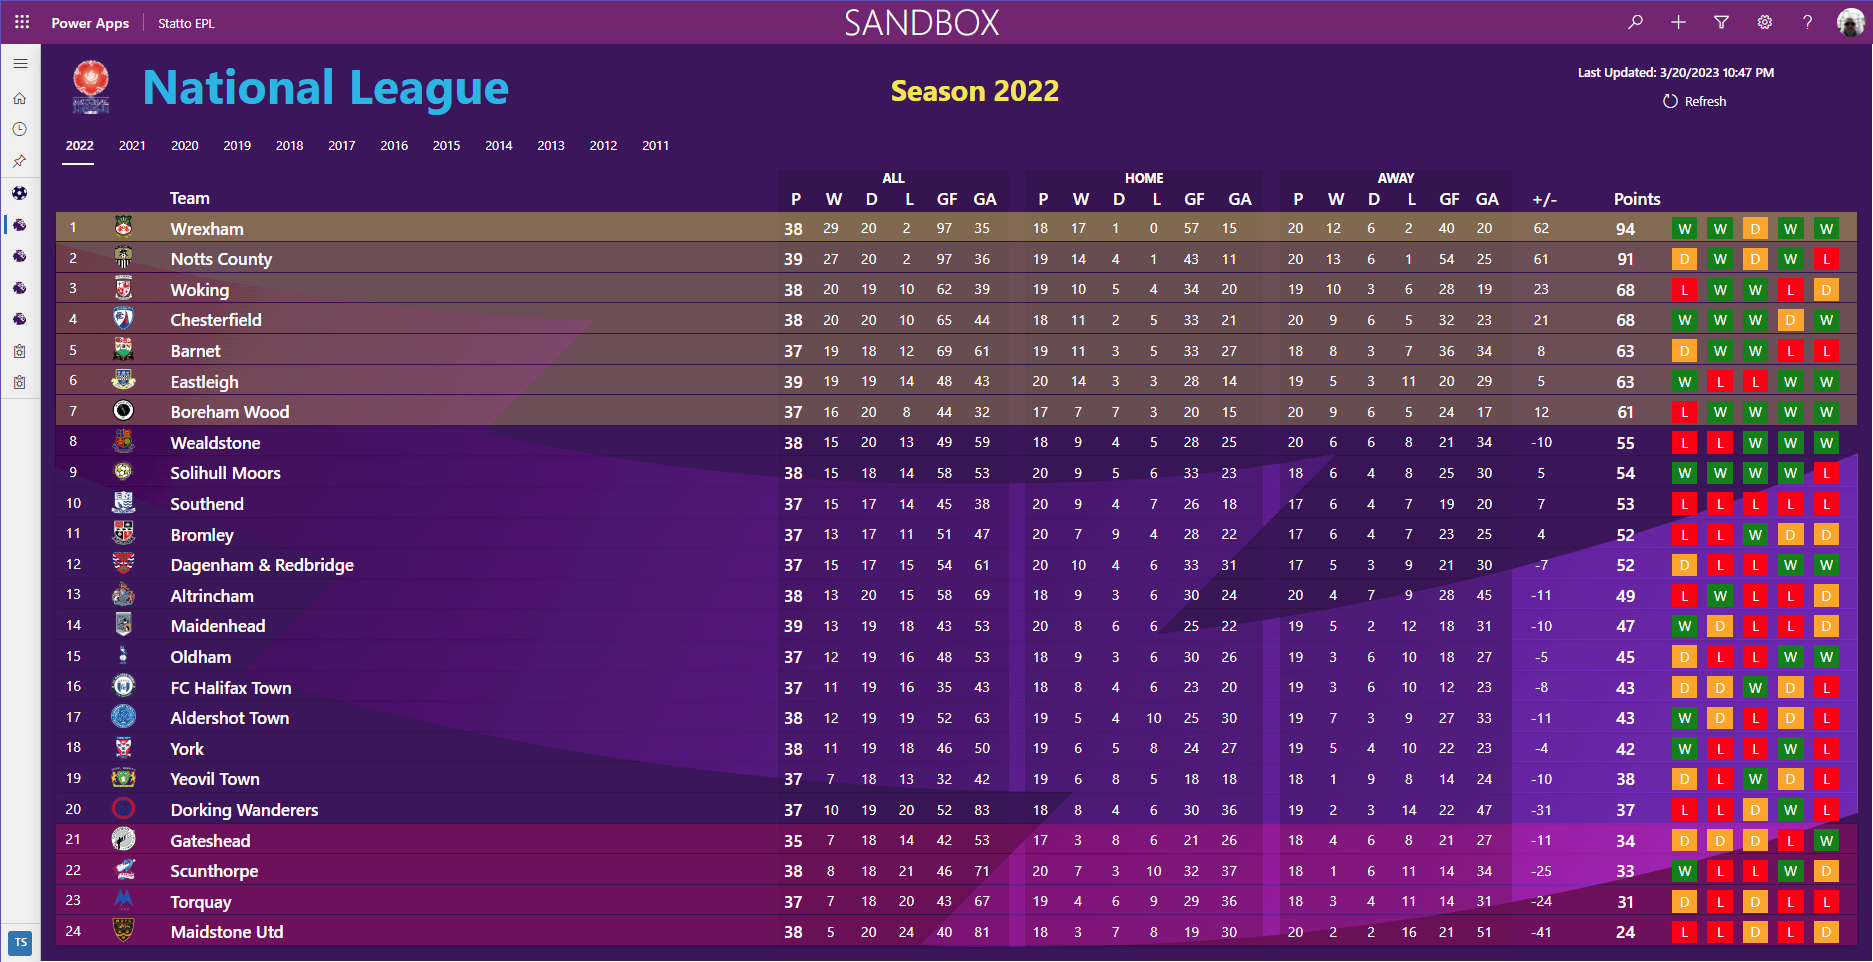 Power Apps Statto EPL SANDBOX
National League Season 2022 Last Updated: 3/20/2023 10:47 PM
Refresh
2022 2021 2020 2019 2018 2017 2016 2015 2014 2013 2012 2011
ALL HOME AWAY
Team P W D L GF GA P W D L GF GA P W D L GF GA +/- Points
1 Wrexham 38 29 20 2 97 35 18 17 1 0 57 15 20 12 6 2 40 20 62 94 W W D W W
2 Notts County 39 27 20 2 97 36 19 14 4 1 43 11 20 13 6 1 54 25 61 91 D W D W L
3 Woking 38 20 19 10 62 39 19 10 5 4 34 20 19 10 3 6 28 19 23 68 L W W L D
4 Chesterfield 38 20 20 10 65 44 18 11 2 5 33 21 20 9 6 5 32 23 21 68 W W W D W
5 Barnet 37 19 18 12 69 61 19 11 3 5 33 27 18 8 3 7 36 34 8 63 D W W L L
6 Eastleigh 39 19 19 14 48 43 20 14 3 3 28 14 19 5 3 11 20 29 5 63 W L L W W
7 Boreham Wood 37 16 20 8 44 32 17 7 7 3 20 15 20 9 6 5 24 17 12 61 L W W W W
8 Wealdstone 38 15 20 13 49 59 18 9 4 5 28 25 20 6 6 8 21 34 -10 55 L L W W W
9 Solihull Moors 38 15 18 14 58 53 20 9 5 6 33 23 18 6 4 8 25 30 5 54 W W W W L
10 Southend 37 15 17 14 45 38 20 9 4 7 26 18 17 6 4 7 19 20 7 53 L L L L L
11 Bromley 37 13 17 11 51 47 20 7 9 4 28 22 17 6 4 7 23 25 4 52 L L W D D
12 Dagenham & Redbridge 37 15 17 15 54 61 20 10 4 6 33 31 17 5 3 9 21 30 -7 52 D L L W W
13 Altrincham 38 13 20 15 58 69 18 9 3 6 30 24 20 4 7 9 28 45 -11 49 L W L L D
14 Maidenhead 39 13 19 18 43 53 20 8 6 6 25 22 19 5 2 12 18 31 -10 47 W D L L D
15 Oldham 37 12 19 16 48 53 18 9 3 6 30 26 19 3 6 10 18 27 -5 45 D L L W W
16 FC Halifax Town 37 11 19 16 35 43 18 8 4 6 23 20 19 3 6 10 12 23 -8 43 D D W D L
17 Aldershot Town 38 12 19 19 52 63 19 5 4 10 25 30 19 7 3 9 27 33 -11 43 W D L D L
18 York 38 11 19 18 46 50 19 6 5 8 24 27 19 5 4 10 22 23 -4 42 W L L W L
19 Yeovil Town 37 7 18 13 32 42 19 6 8 5 18 18 18 1 9 8 14 24 -10 38 D L W D L
20 Dorking Wanderers 37 10 19 20 52 83 18 8 4 6 30 36 19 2 3 14 22 47 -31 37 L L D W L
21 Gateshead 35 7 18 14 42 53 17 3 8 6 21 26 18 4 6 8 21 27 -11 34 D D D L W
22 Scunthorpe 38 8 18 21 46 71 20 7 3 10 32 37 18 1 6 11 14 34 -25 33 W L L W D
23 Torquay 37 7 18 20 43 67 19 4 6 9 29 36 18 3 4 11 14 31 -24 31 D L D L L
24 Maidstone Utd 38 5 20 24 40 81 18 3 7 8 19 30 20 2 2 16 21 51 -41 24 L L D L D
TS